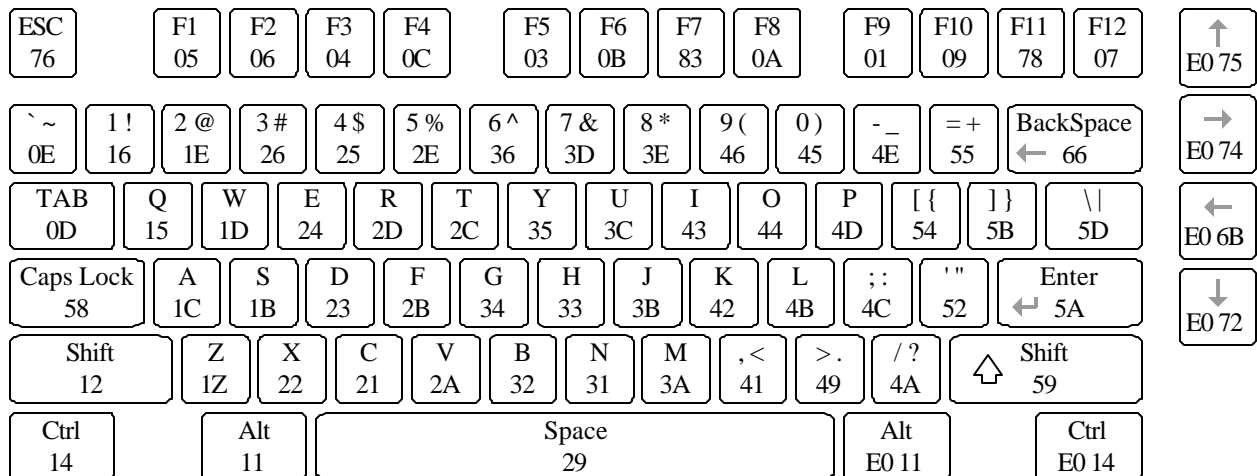 ESC F1 F2 F3 F4 F5 F6 F7 F8 F9 F10 F11 F12 ↑
76 05 06 04 0C 03 0B 83 0A 01 09 78 07 E0 75
` ~ 1 ! 2 @ 3 # 4 $ 5 % 6 ^ 7 & 8 * 9 ( 0 ) - _ = + BackSpace →
0E 16 1E 26 25 2E 36 3D 3E 46 45 4E 55 ← 66 E0 74
TAB Q W E R T Y U I O P [ { ] } \ | ←
0D 15 1D 24 2D 2C 35 3C 43 44 4D 54 5B 5D E0 6B
Caps Lock A S D F G H J K L ; : ' " Enter ↓
58 1C 1B 23 2B 34 33 3B 42 4B 4C 52 ↵ 5A E0 72
Shift Z X C V B N M , < > . / ? ⇧ Shift
12 1Z 22 21 2A 32 31 3A 41 49 4A 59
Ctrl Alt Space Alt Ctrl
14 11 29 E0 11 E0 14